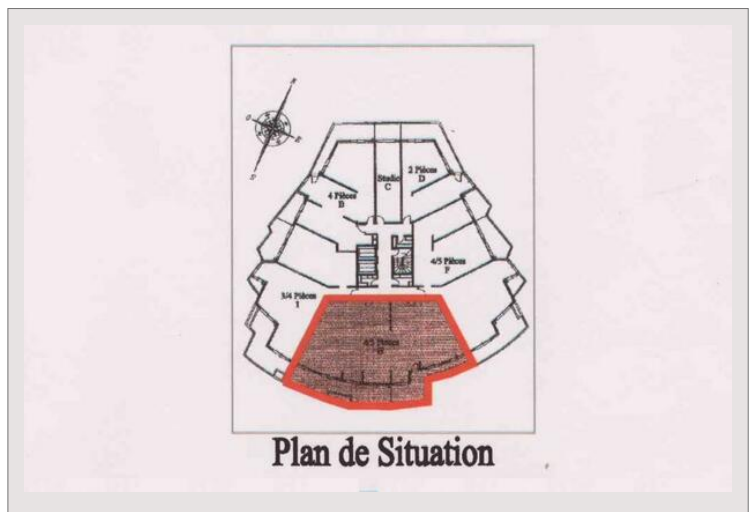 N
O
E
S
Studio
C
2 Pièces
D
4 Pièces
B
4/5 Pièces
F
3/4 Pièces
I
4/5 Pièces
Plan de Situation